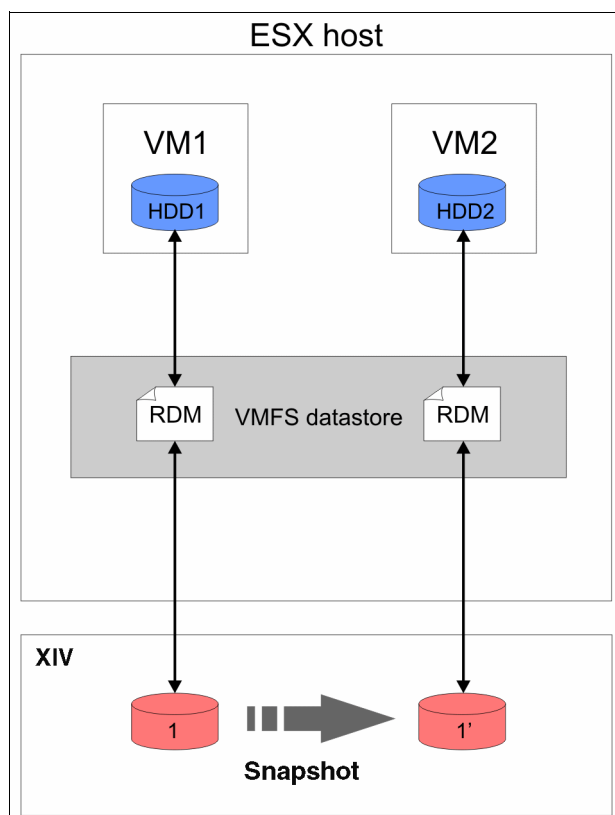 ESX host
VM1
VM2
HDD1
HDD2
RDM
VMFS datastore
RDM
XIV
1
1’
Snapshot